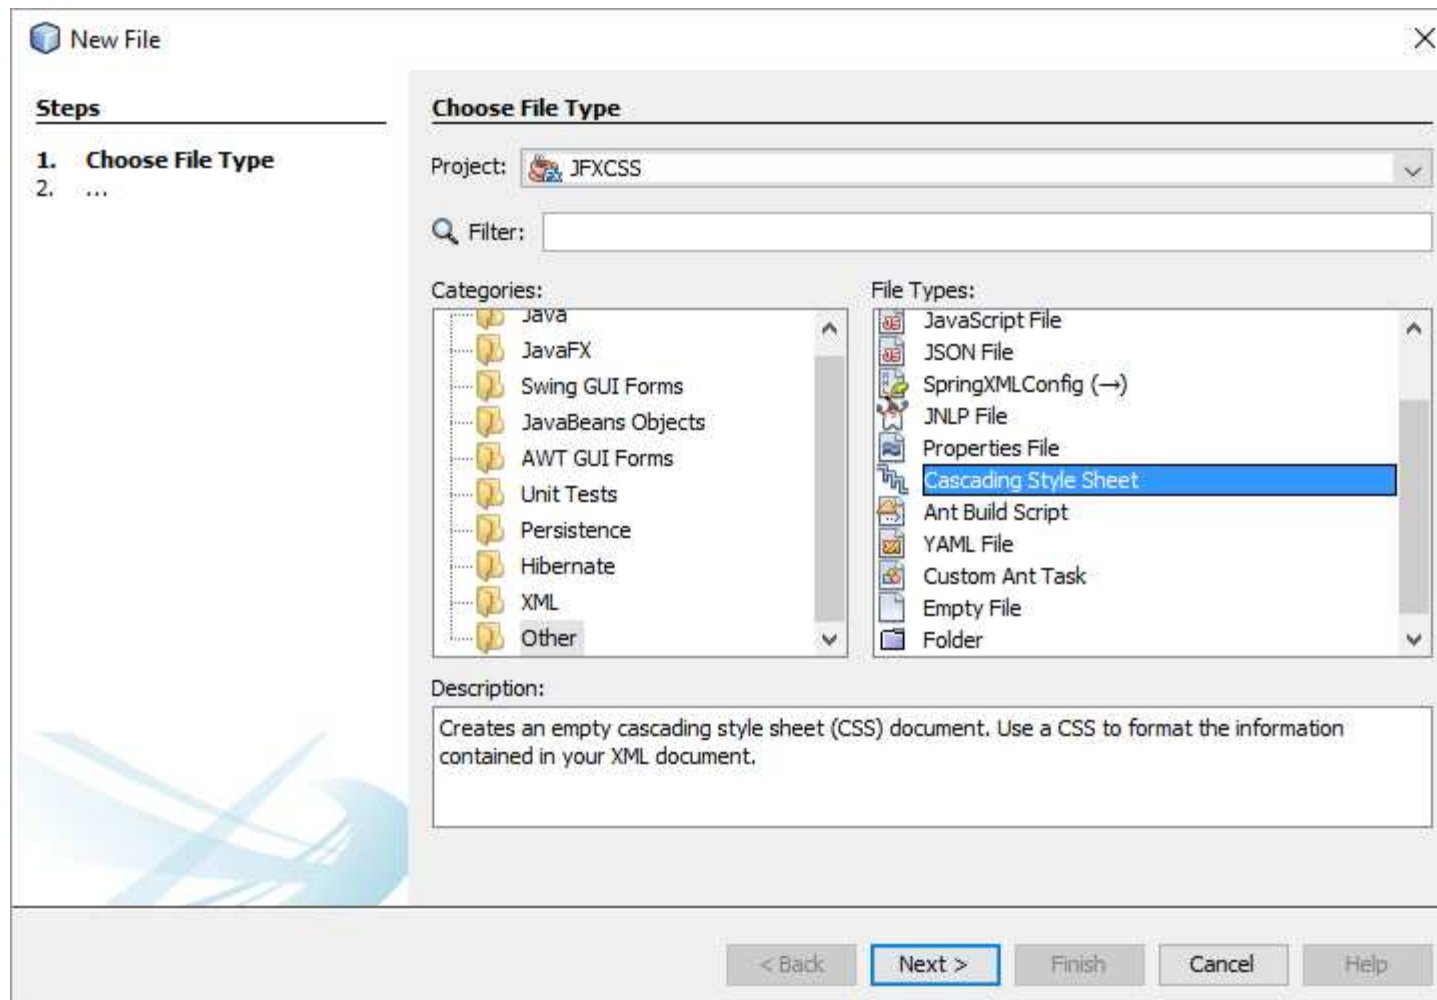 New File
Steps
1. Choose File Type
2. ...
Choose File Type
Project: JFXCSS
Filter:
Categories:
Java
JavaFX
Swing GUI Forms
JavaBeans Objects
AWT GUI Forms
Unit Tests
Persistence
Hibernate
XML
Other
File Types:
JavaScript File
JSON File
SpringXMLConfig (→)
JNLP File
Properties File
Cascading Style Sheet
Ant Build Script
YAML File
Custom Ant Task
Empty File
Folder
Description:
Creates an empty cascading style sheet (CSS) document. Use a CSS to format the information
contained in your XML document.
< Back Next > Finish Cancel Help